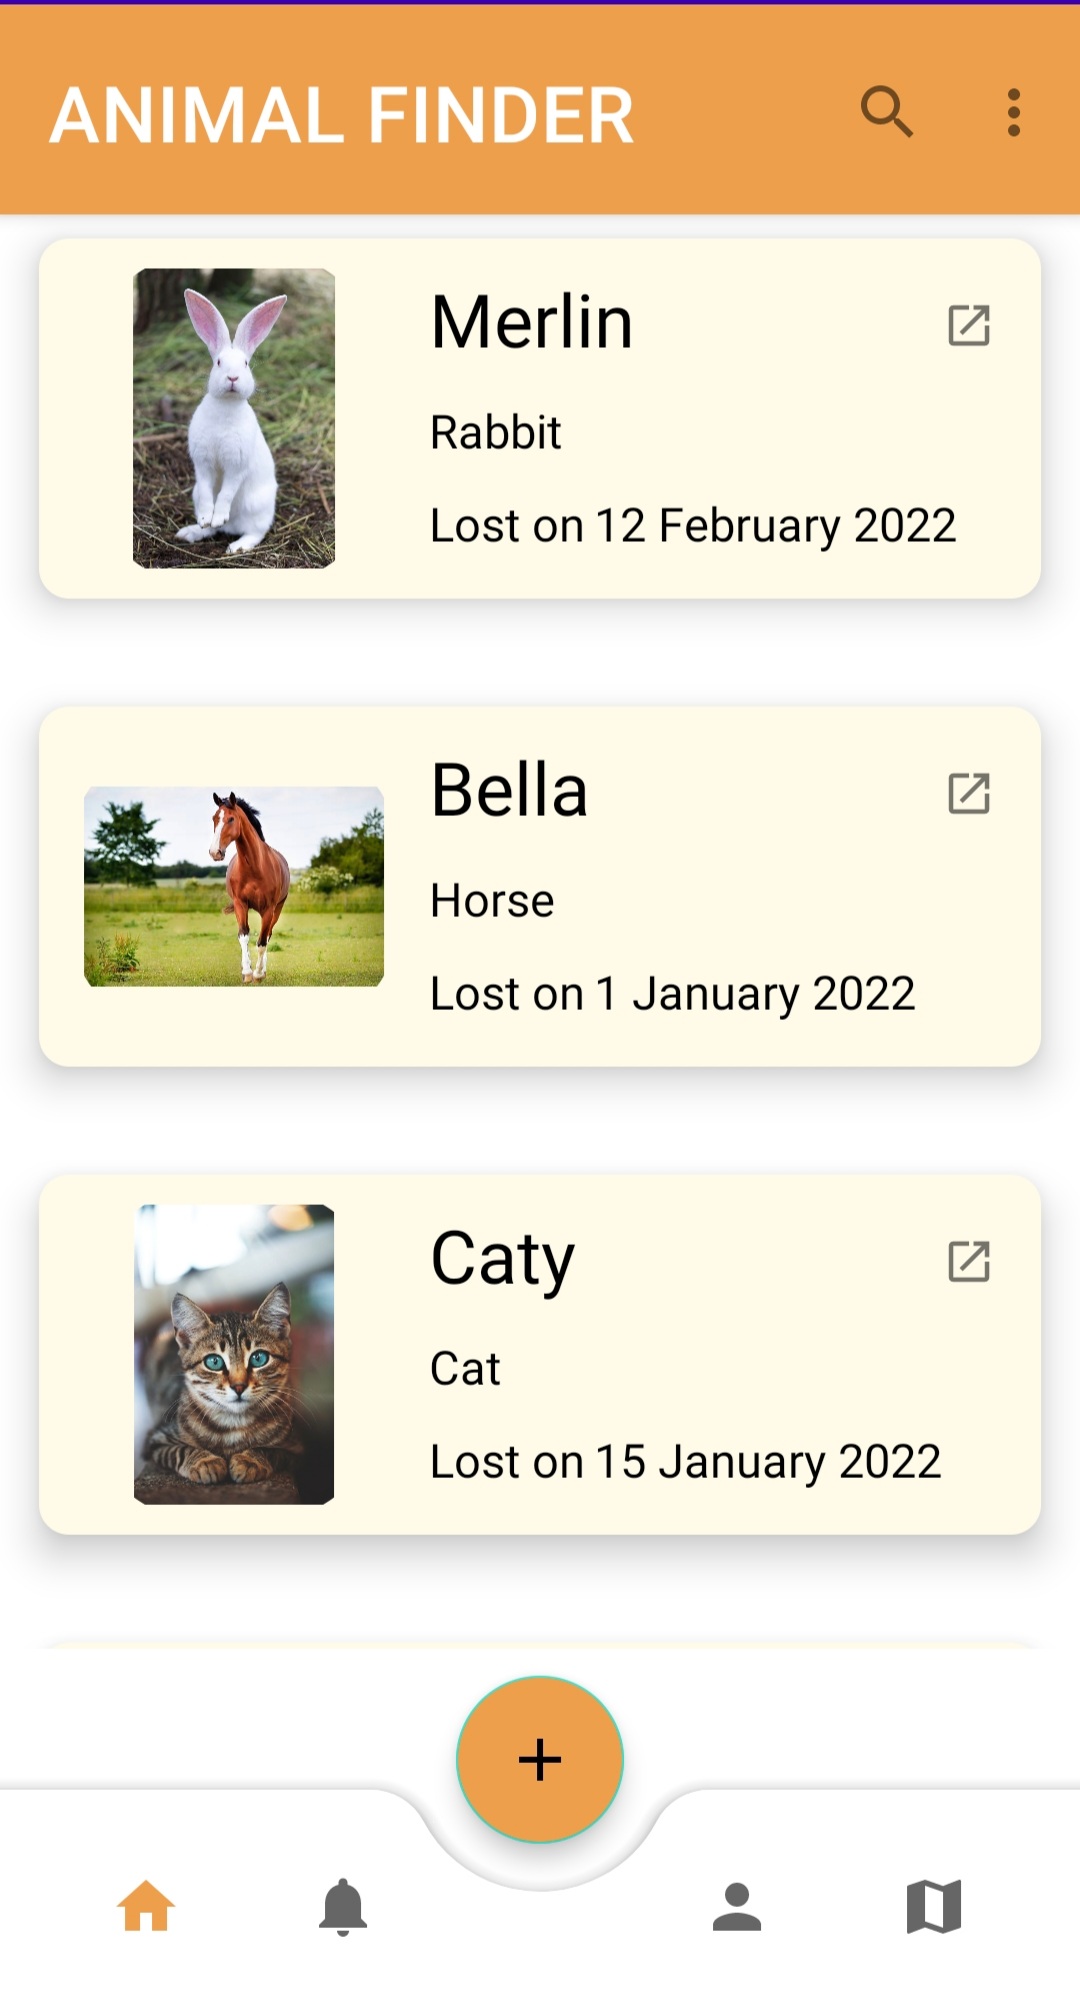 ANIMAL FINDER
Merlin
Rabbit
Lost on 12 February 2022
Bella
Horse
Lost on 1 January 2022
Caty
Cat
Lost on 15 January 2022